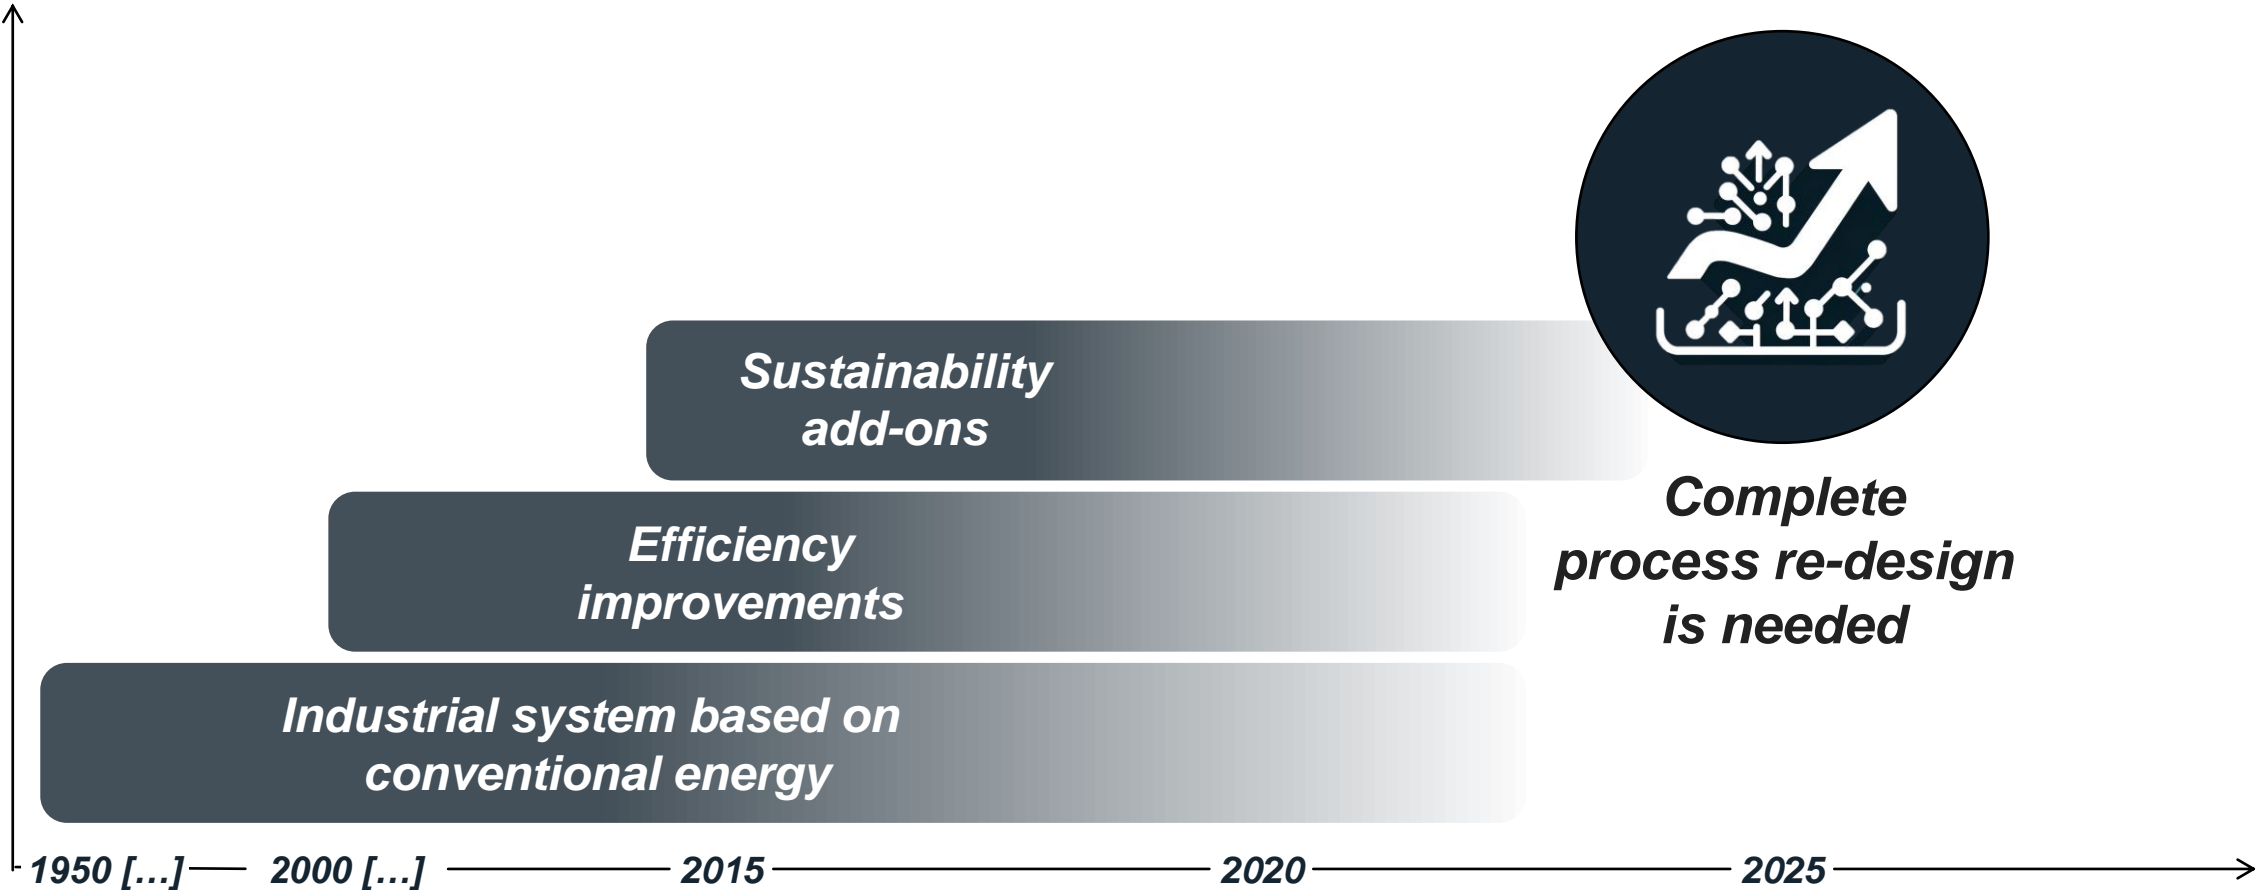 Sustainability
add-ons
Efficiency
improvements
Industrial system based on
conventional energy
Complete
process re-design
is needed
1950 […] 2000 […] 2015 2020 2025